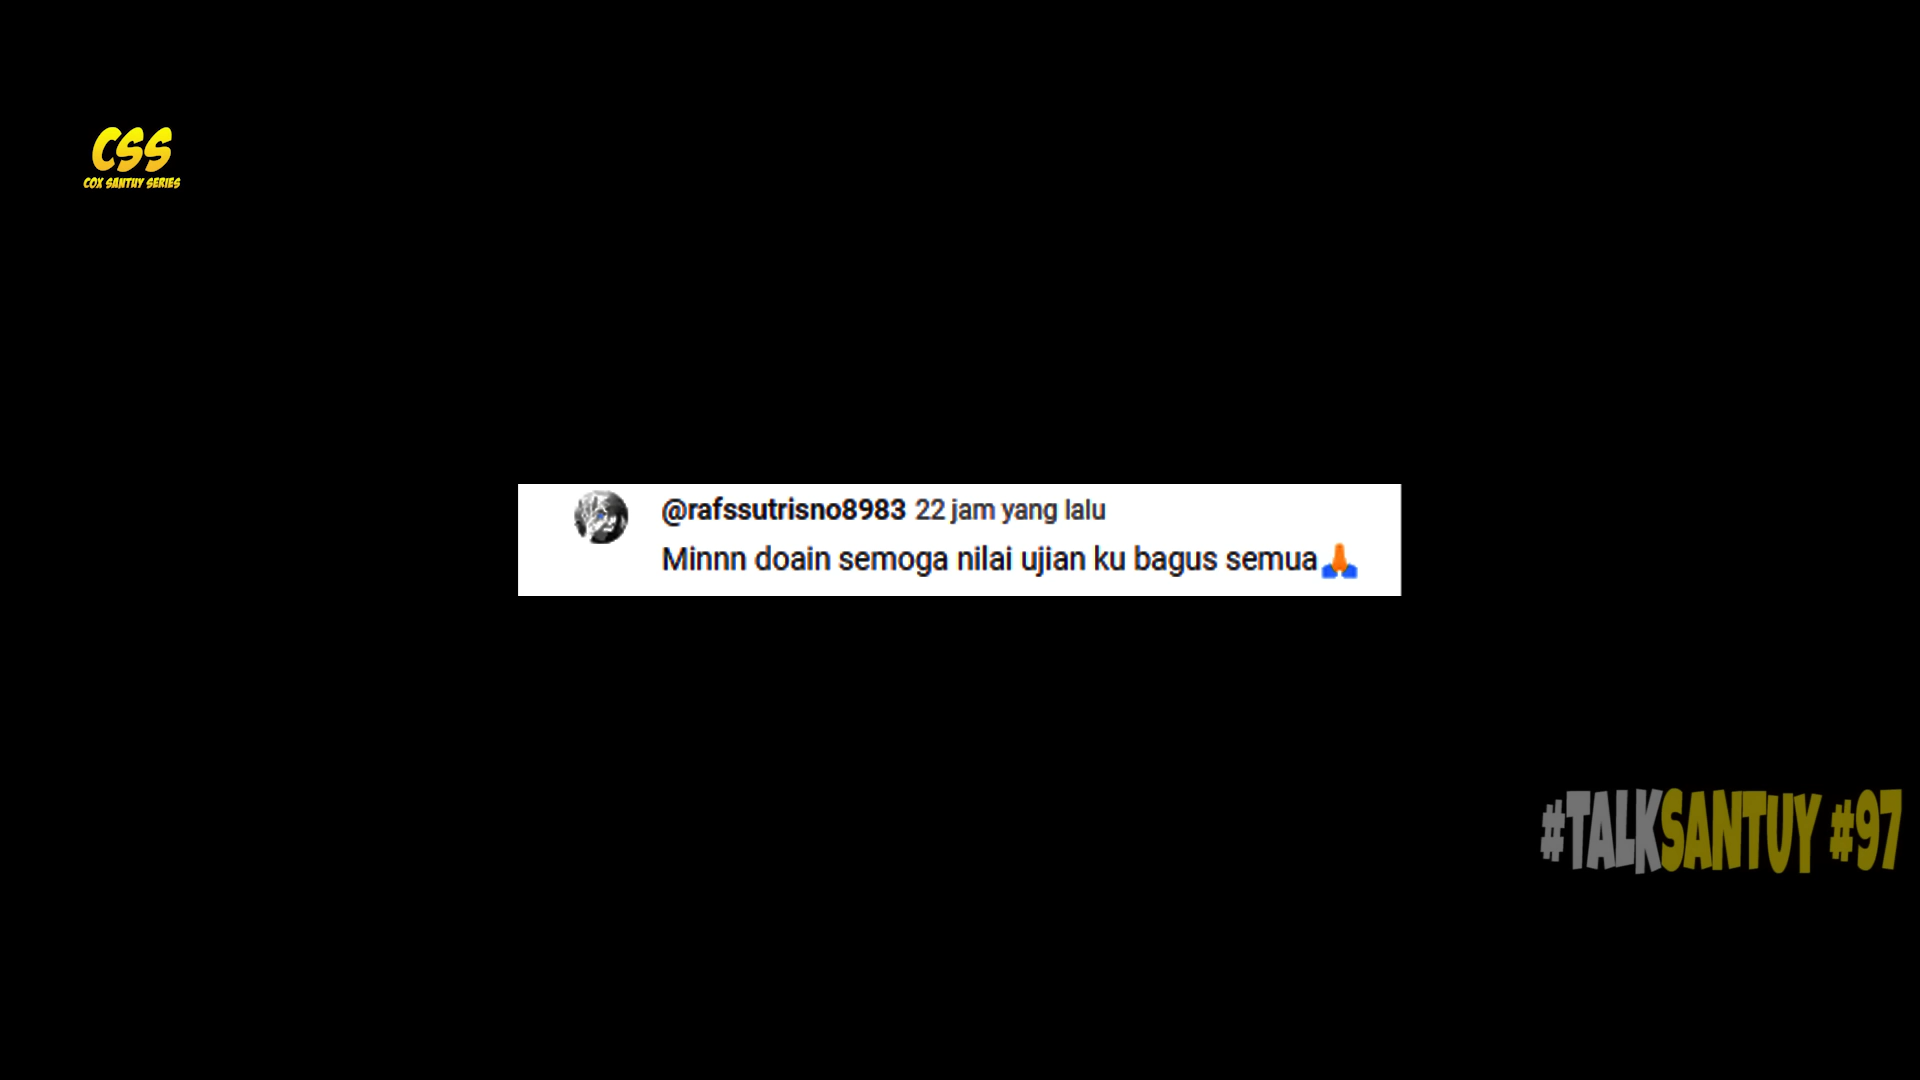 CSS
COX SANTUY SERIES
@rafssutrisno8983 22 jam yang lalu
Minnn doain semoga nilai ujian ku bagus semua🙏
#TALKSANTUY #97